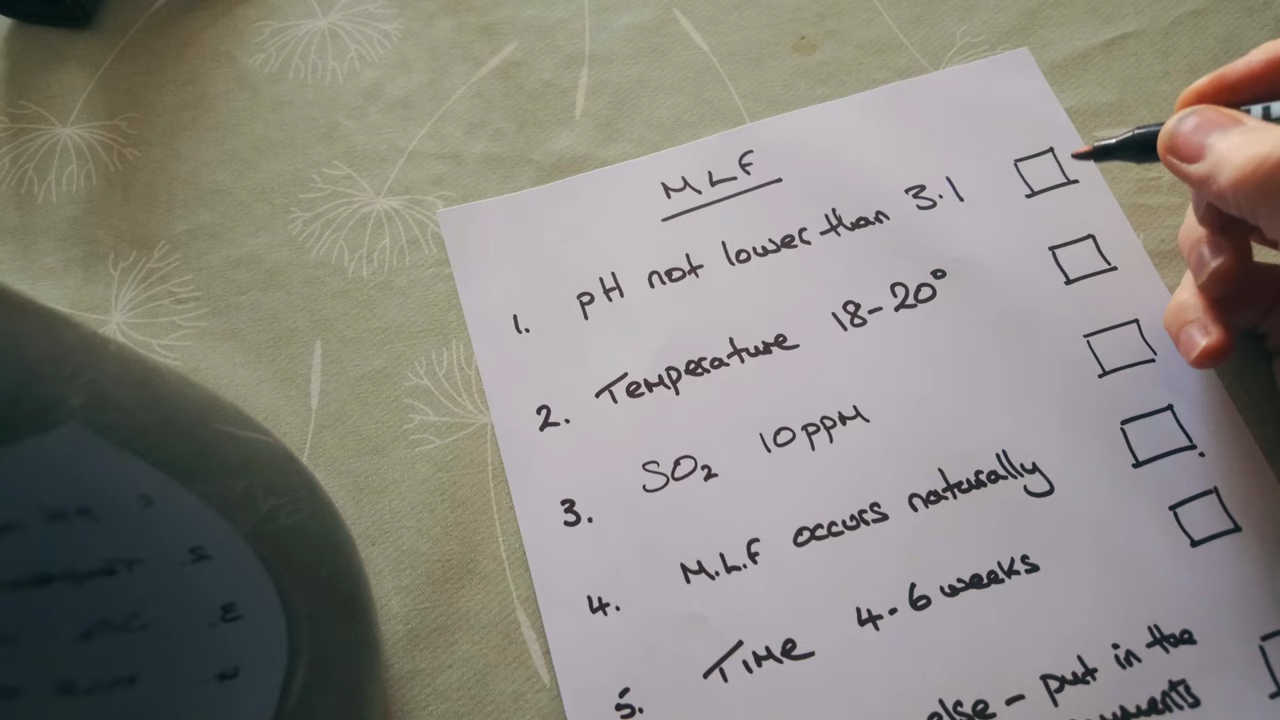 MLF
1. pH not lower than 3.1
2. Temperature 18-20°
3. SO₂ 10ppm
4. M.L.F occurs naturally
5. Time 4-6 weeks
else - put in the